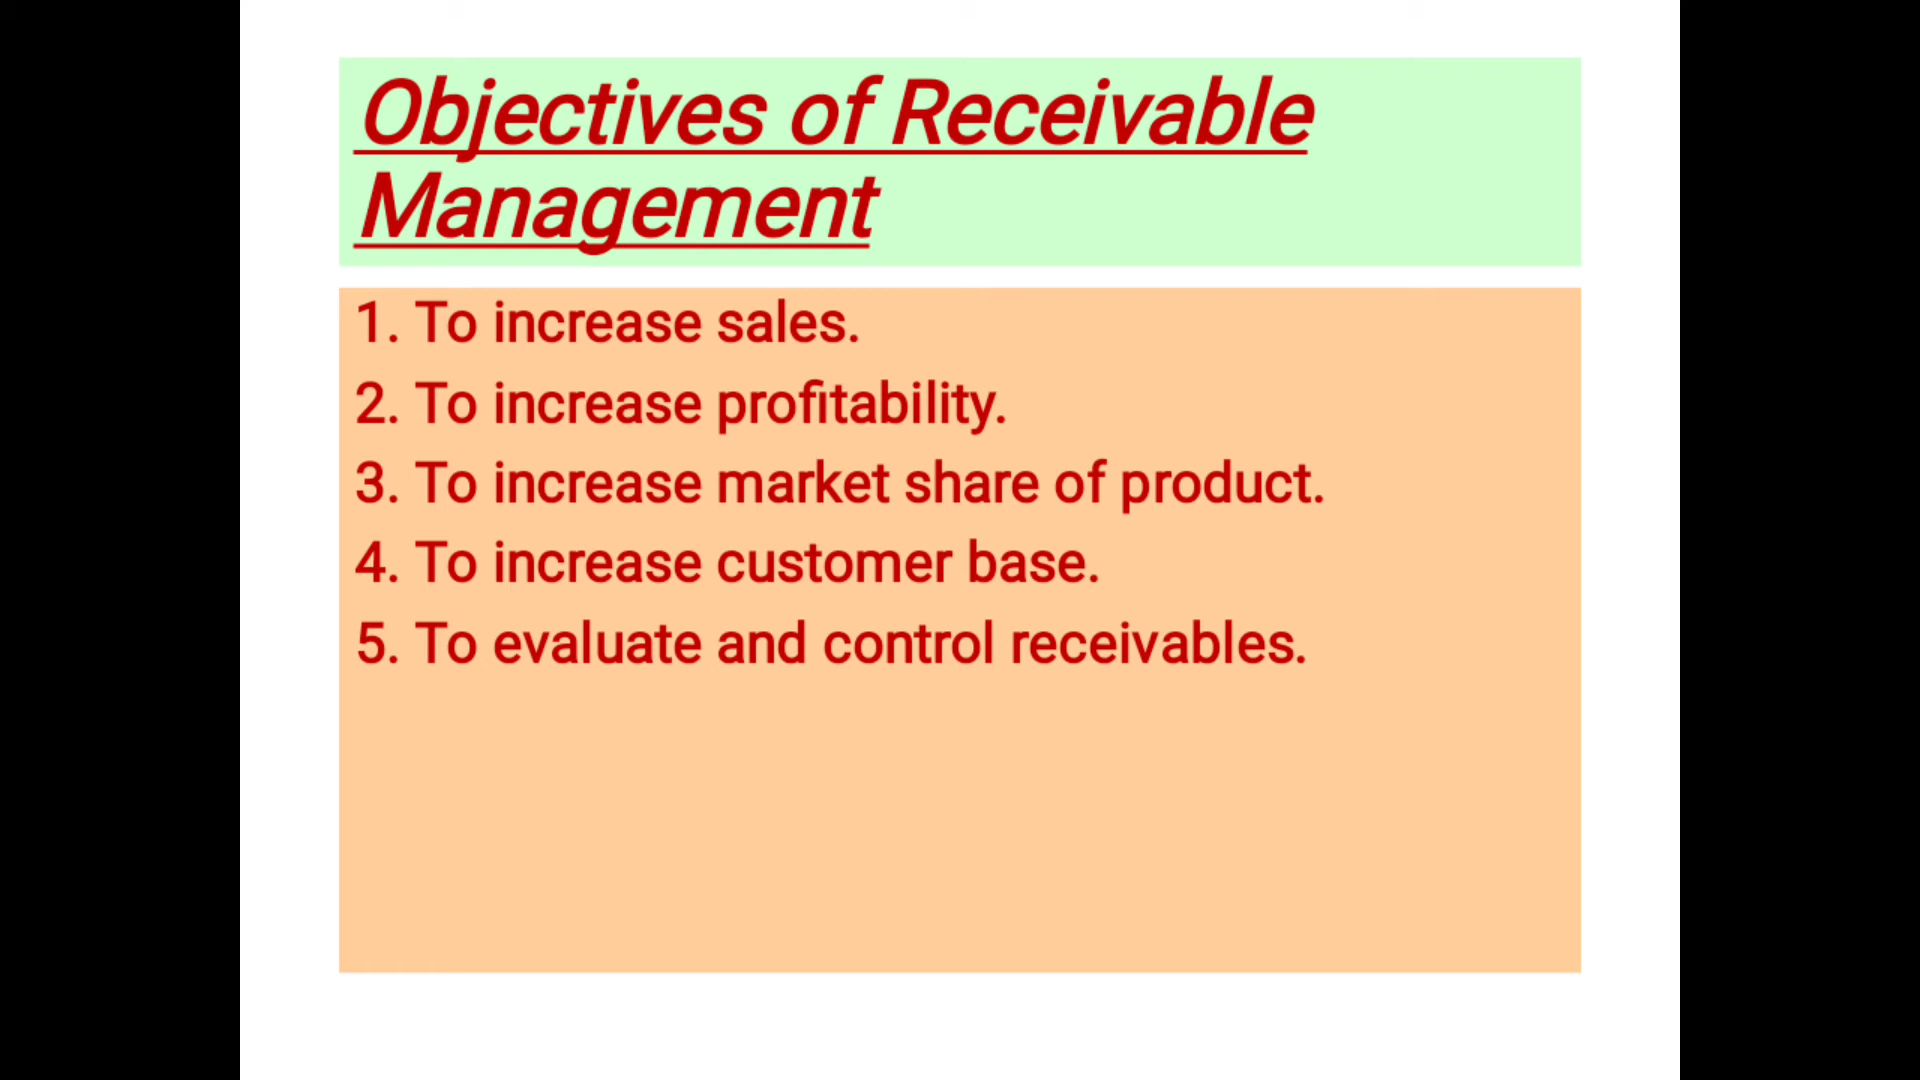 Objectives of Receivable
Management
1. To increase sales.
2. To increase profitability.
3. To increase market share of product.
4. To increase customer base.
5. To evaluate and control receivables.